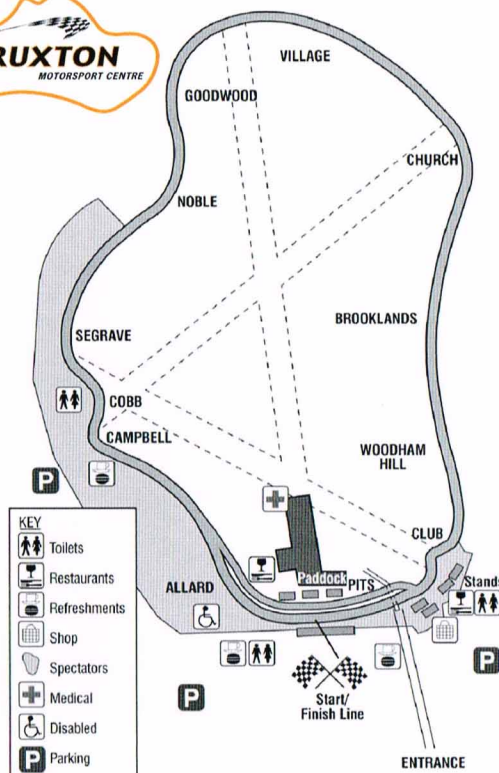 RUXTON
MOTORSPORT CENTRE
VILLAGE
GOODWOOD
CHURCH
NOBLE
BROOKLANDS
SEGRAVE
COBB
CAMPBELL
WOODHAM
HILL
P
CLUB
KEY
Toilets
Restaurants
Refreshments
Shop
Spectators
Medical
Disabled
P Parking
ALLARD
Paddock
PITS
Stands
P
P
Start/
Finish Line
ENTRANCE